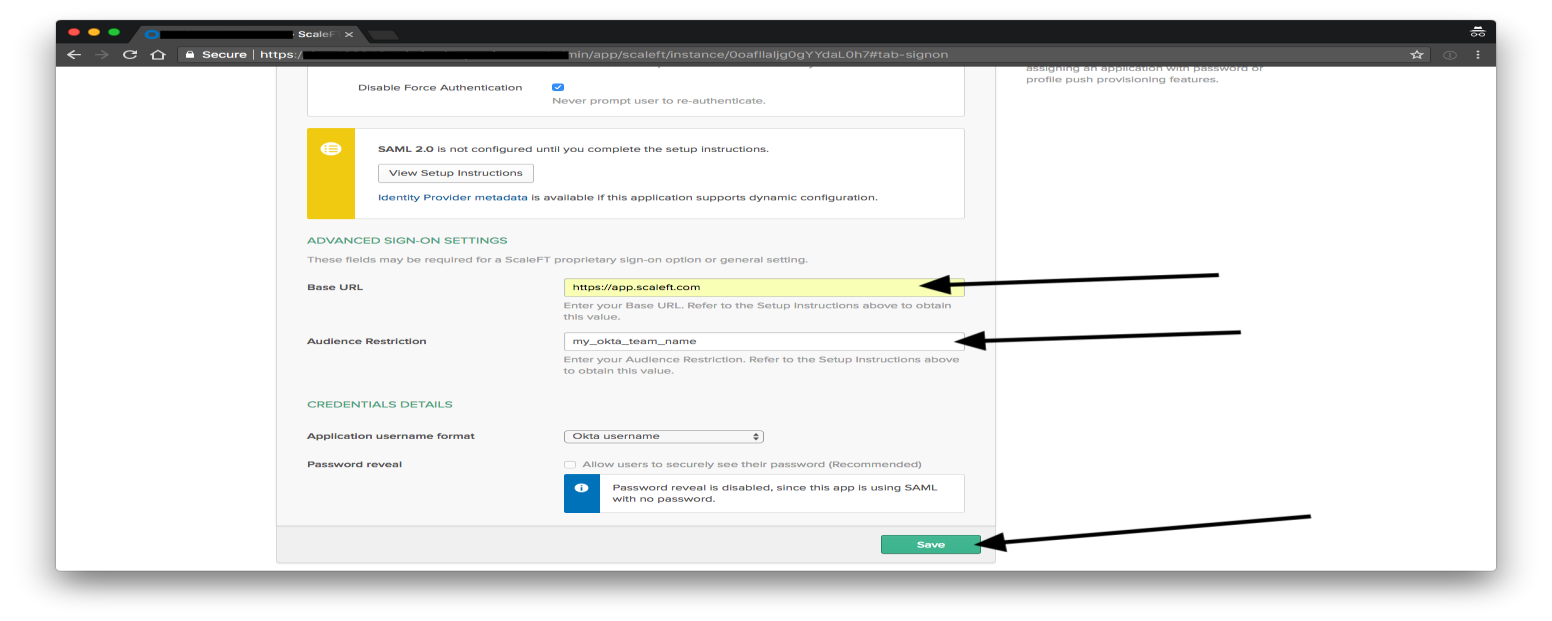 ScaleFT
Secure | https:/ min/app/scaleft/instance/0oafilaljg0gYYdaL0h7#tab-signon
assigning an application with password or
profile push provisioning features.
Disable Force Authentication
Never prompt user to re-authenticate.
SAML 2.0 is not configured until you complete the setup instructions.
View Setup Instructions
Identity Provider metadata is available if this application supports dynamic configuration.
ADVANCED SIGN-ON SETTINGS
These fields may be required for a ScaleFT proprietary sign-on option or general setting.
Base URL
https://app.scaleft.com
Enter your Base URL. Refer to the Setup Instructions above to obtain
this value.
Audience Restriction
my_okta_team_name
Enter your Audience Restriction. Refer to the Setup Instructions above
to obtain this value.
CREDENTIALS DETAILS
Application username format
Okta username
Password reveal
Allow users to securely see their password (Recommended)
Password reveal is disabled, since this app is using SAML
with no password.
Save